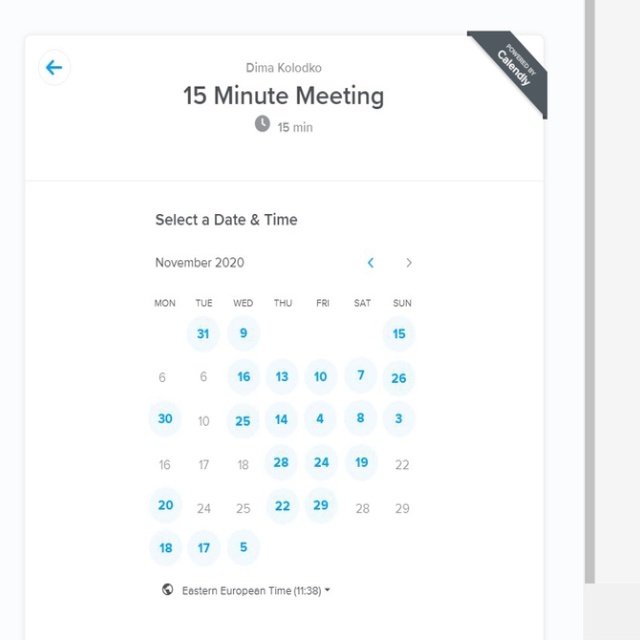 POWERED BY
Calendly
Dima Kolodko
15 Minute Meeting
15 min
Select a Date & Time
November 2020
MON TUE WED THU FRI SAT SUN
31 9 15
6 6 16 13 10 7 26
30 10 25 14 4 8 3
16 17 18 28 24 19 22
20 24 25 22 29 28 29
18 17 5
Eastern European Time (11:38)